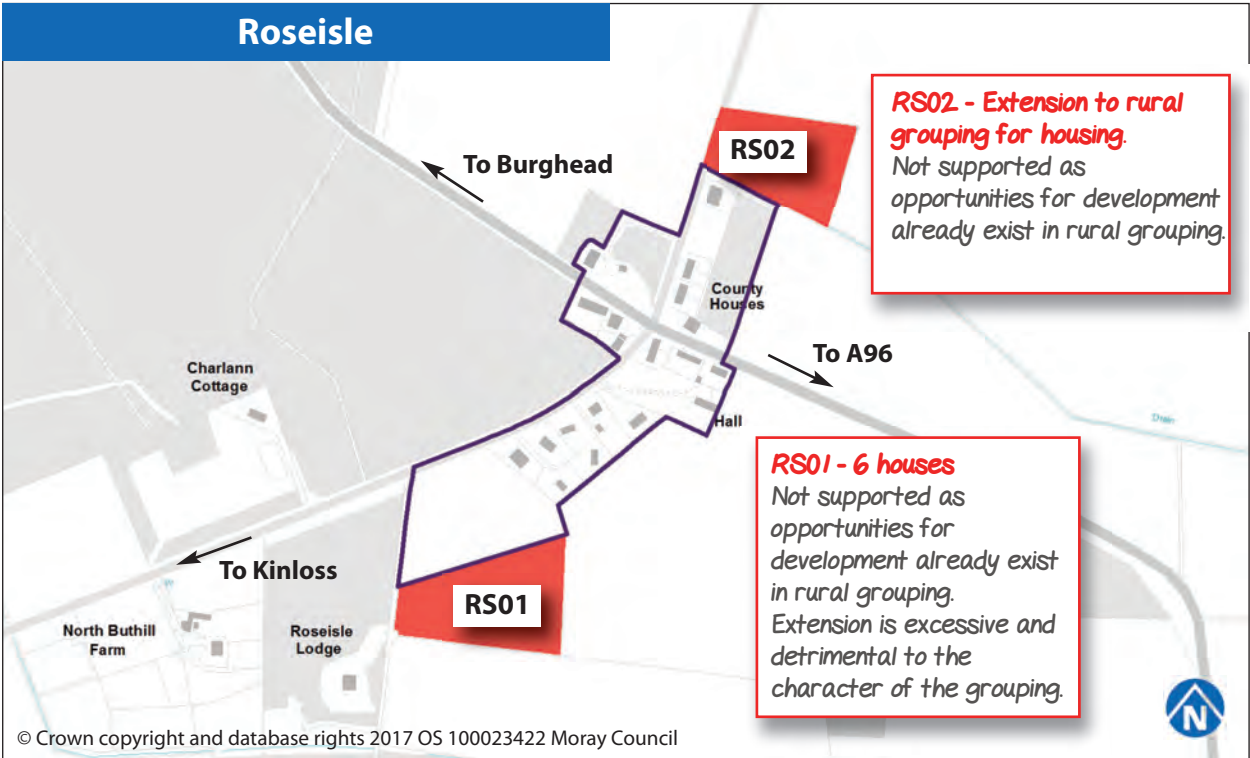 Roseisle
RS02 - Extension to rural
grouping for housing.
Not supported as
opportunities for development
already exist in rural grouping.
RS02
To Burghead
County
Houses
To A96
Charlann
Cottage
Hall
Drain
RS01 - 6 houses
Not supported as
opportunities for
development already exist
in rural grouping.
Extension is excessive and
detrimental to the
character of the grouping.
To Kinloss
RS01
North Buthill
Farm
Roseisle
Lodge
N
© Crown copyright and database rights 2017 OS 100023422 Moray Council